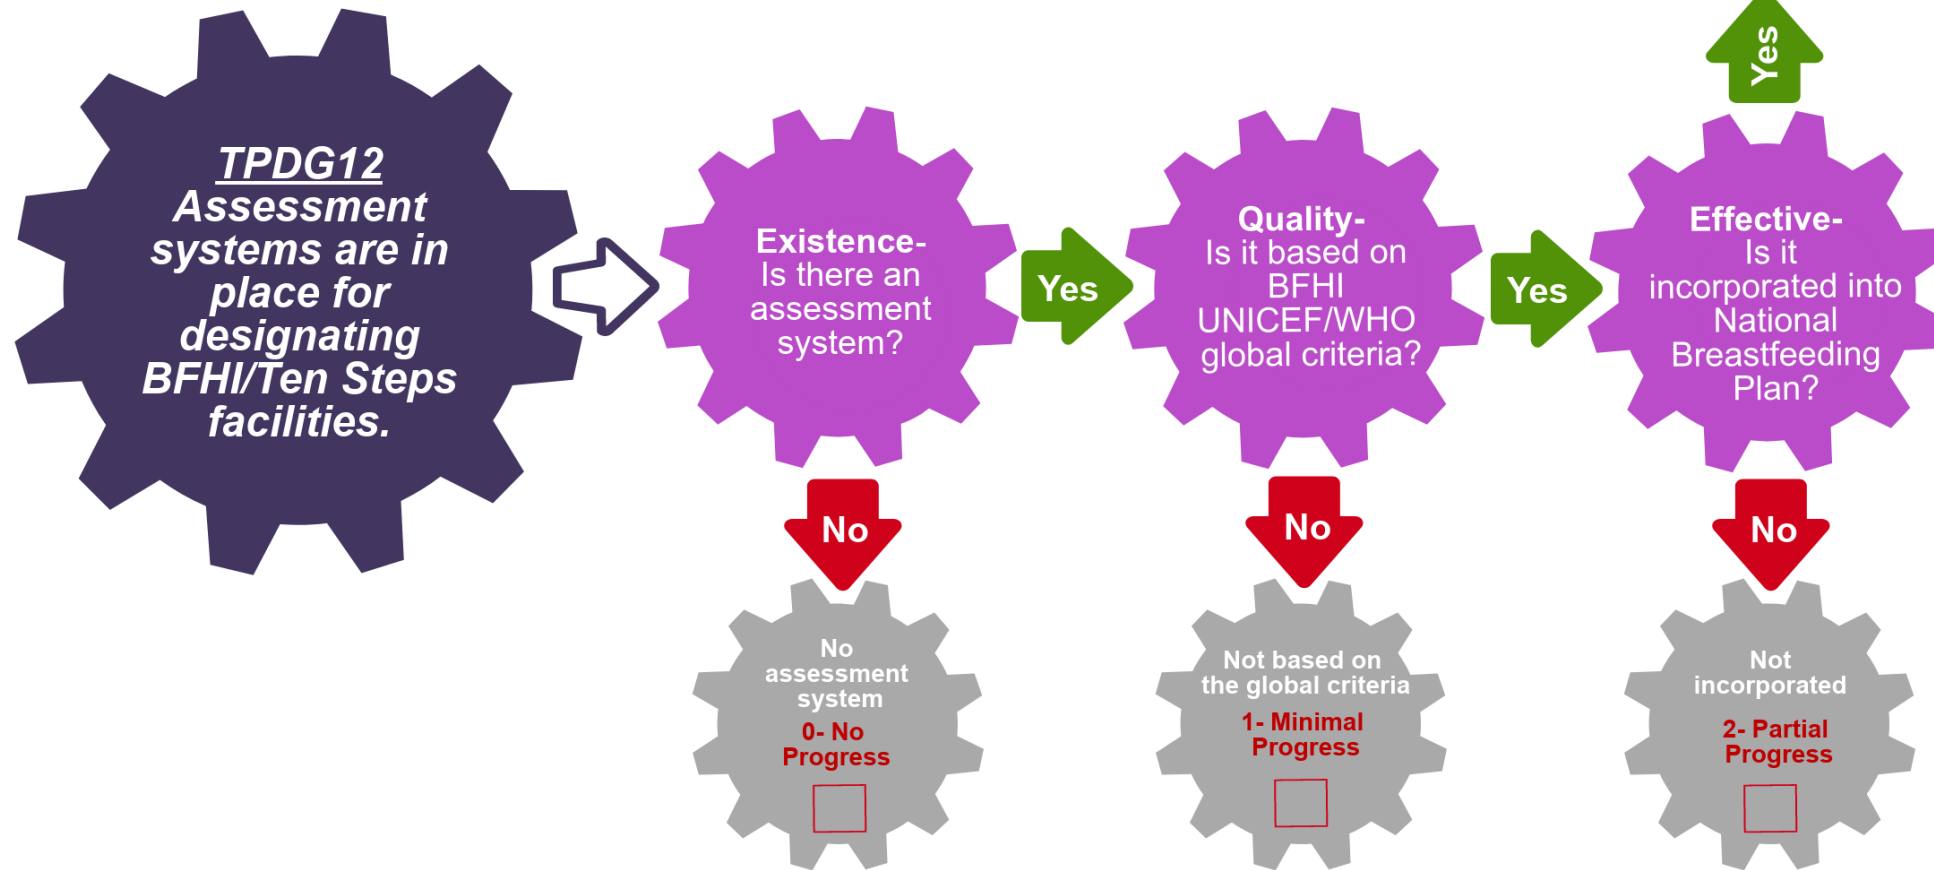 TPDG12
Assessment
systems are in
place for
designating
BFHI/Ten Steps
facilities.
Existence-
Is there an
assessment
system?
Yes
Quality-
Is it based on
BFHI
UNICEF/WHO
global criteria?
Yes
Effective-
Is it
incorporated into
National
Breastfeeding
Plan?
Yes
No
No
No
No
assessment
system
0- No
Progress
Not based on
the global criteria
1- Minimal
Progress
Not
incorporated
2- Partial
Progress